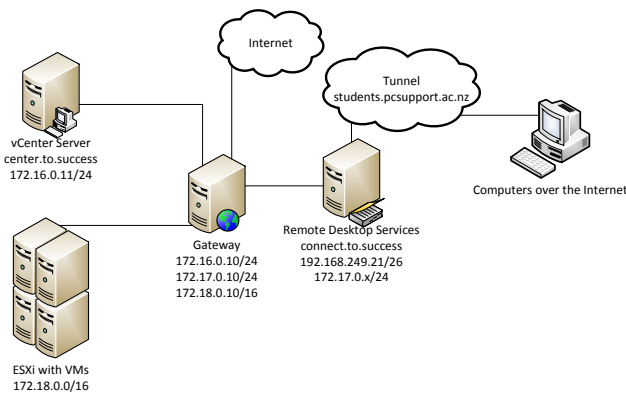 Internet
Tunnel
students.pcsupport.ac.nz
vCenter Server
center.to.success
172.16.0.11/24
Computers over the Internet
Gateway
172.16.0.10/24
172.17.0.10/24
172.18.0.10/16
Remote Desktop Services
connect.to.success
192.168.249.21/26
172.17.0.x/24
ESXi with VMs
172.18.0.0/16